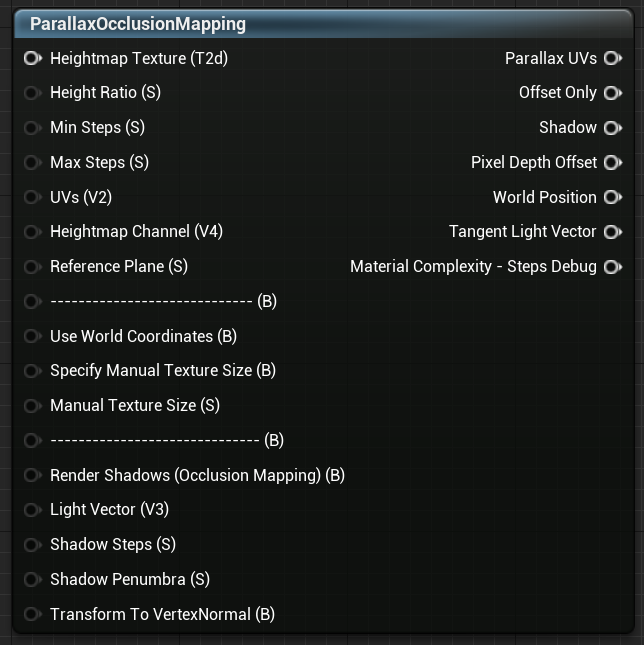 ParallaxOcclusionMapping
Heightmap Texture (T2d) Parallax UVs
Height Ratio (S) Offset Only
Min Steps (S) Shadow
Max Steps (S) Pixel Depth Offset
UVs (V2) World Position
Heightmap Channel (V4) Tangent Light Vector
Reference Plane (S) Material Complexity - Steps Debug
----------------------------- (B)
Use World Coordinates (B)
Specify Manual Texture Size (B)
Manual Texture Size (S)
------------------------------ (B)
Render Shadows (Occlusion Mapping) (B)
Light Vector (V3)
Shadow Steps (S)
Shadow Penumbra (S)
Transform To VertexNormal (B)